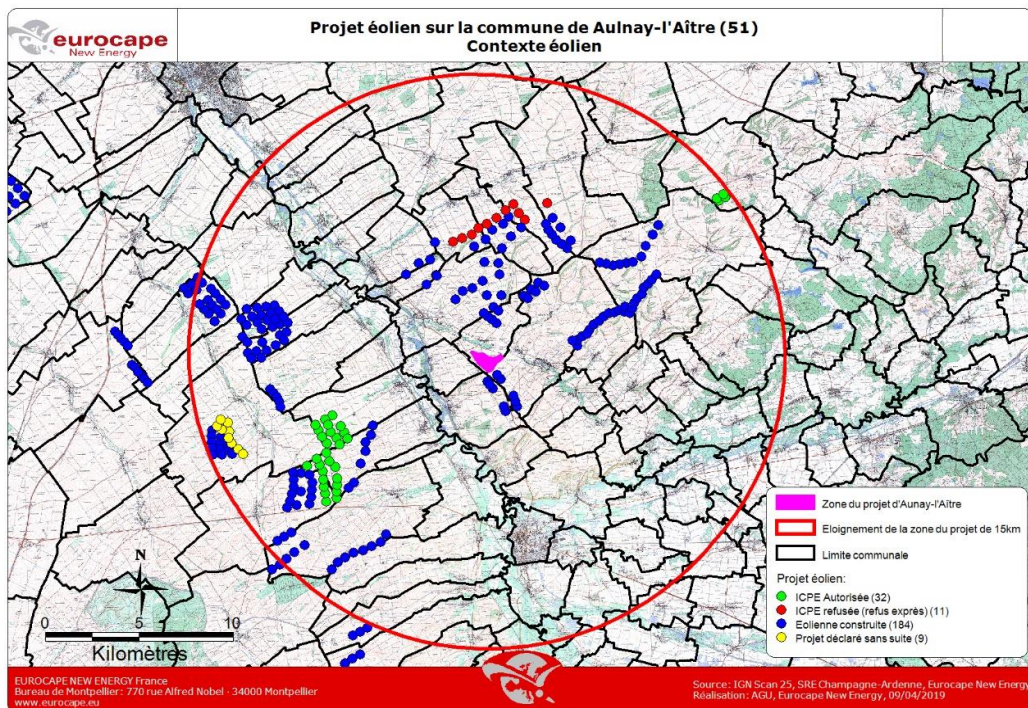 eurocape
New Energy
Projet éolien sur la commune de Aulnay-l'Aître (51)
Contexte éolien
N
0 5 10
Kilomètres
Zone du projet d'Aunay-l'Aître
Eloignement de la zone du projet de 15km
Limite communale
Projet éolien:
ICPE Autorisée (32)
ICPE refusée (refus exprès) (11)
Eolienne construite (184)
Projet déclaré sans suite (9)
EUROCAPE NEW ENERGY France
Bureau de Montpellier: 770 rue Alfred Nobel - 34000 Montpellier
www.eurocape.eu
Source: IGN Scan 25, SRE Champagne-Ardenne, Eurocape New Energy
Réalisation: AGU, Eurocape New Energy, 09/04/2019